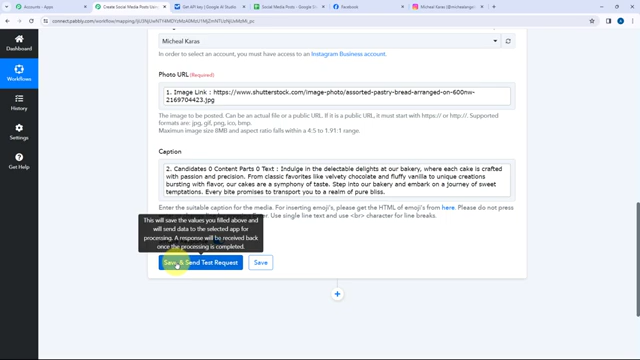 Accounts - Apps
Create Social Media Posts Using
Get API key | Google AI Studio
Social Media Posts - Google S
Facebook
Micheal Karas (@michealangc
Micheal Karas
In order to select an account, you must have access to an Instagram Business account.
Dashboard
Photo URL (Required)
Workflows
1. Image Link : https://www.shutterstock.com/image-photo/assorted-pastry-bread-arranged-on-600nw-
2169704423.jpg
History
The image to be posted. Can be an actual file or a public URL. If it is a public URL, it must start with https:// or http://. Supported
formats are: jpg, gif, png, ico, bmp.
Maximun image size 8MB and aspect ratio falls within a 4.5 to 1.91:1 range.
Settings
Caption
Get Help
2. Candidates 0 Content Parts 0 Text : Indulge in the delectable delights at our bakery, where each cake is crafted
with passion and precision. From classic favorites like velvety chocolate and fluffy vanilla to unique creations
bursting with flavor, our cakes are a symphony of taste. Step into our bakery and embark on a journey of sweet
temptations. Every bite promises to transport you to a realm of pure bliss.
Enter the suitable caption for the media. For inserting emoji's, please get the HTML of emoji's from here. Please do not press
Use single line text and use <br> character for line breaks.
This will save the values you filled above and
will send data to the selected app for
processing. A response will be received back
once the processing is completed.
Save & Send Test Request
Save